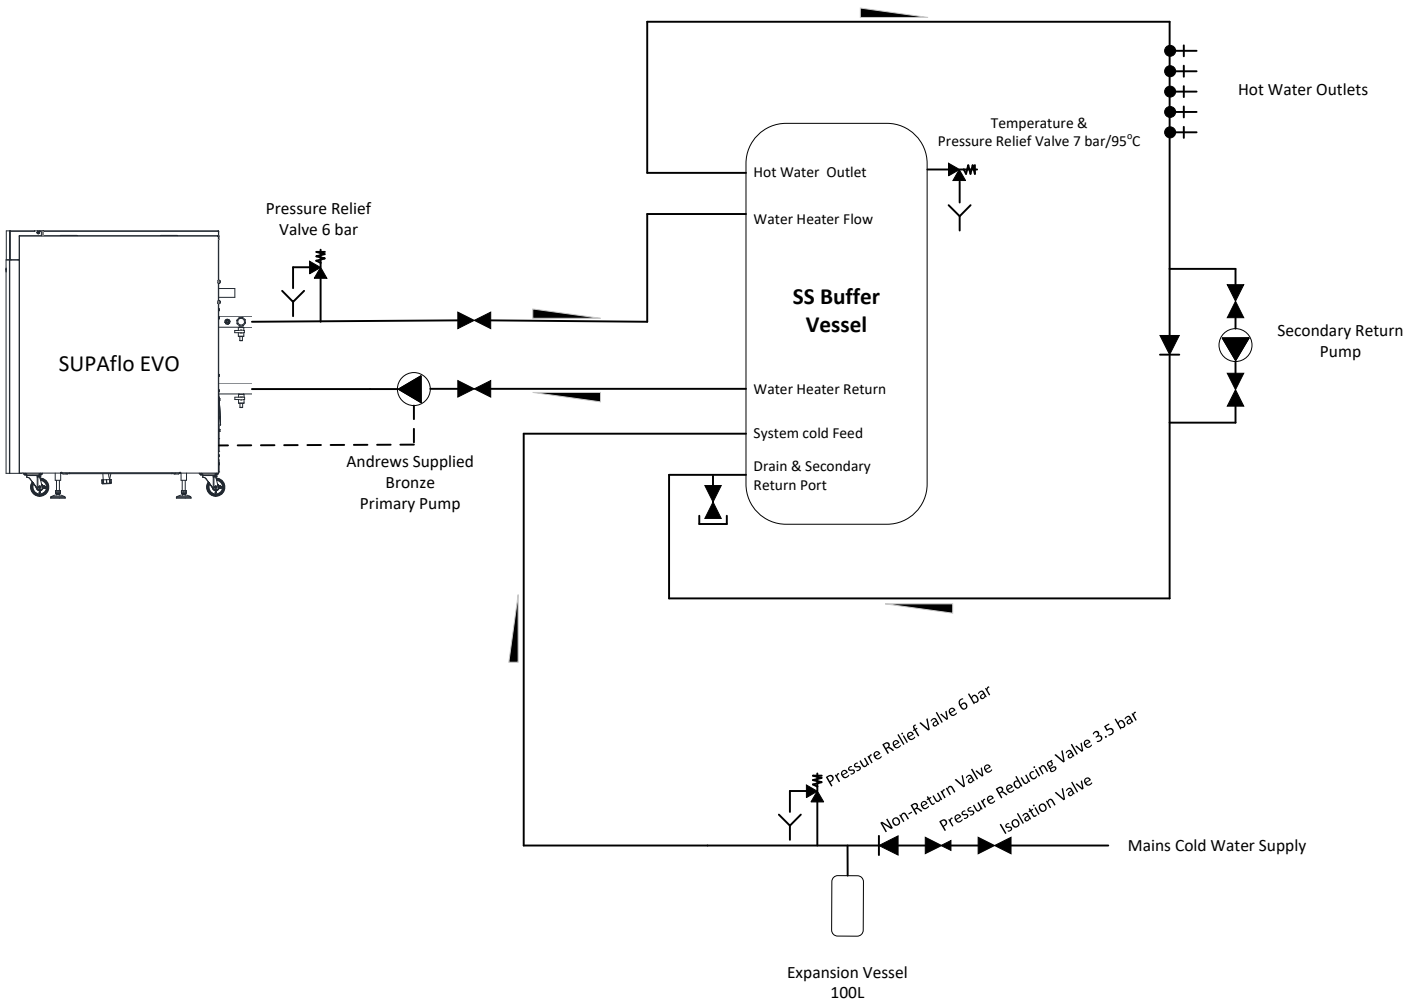 Hot Water Outlets
Temperature &
Pressure Relief Valve 7 bar/95°C
Hot Water Outlet
Pressure Relief
Valve 6 bar
Water Heater Flow
SS Buffer
Vessel
SUPAflo EVO
Secondary Return
Pump
Water Heater Return
System cold Feed
Andrews Supplied
Bronze
Primary Pump
Drain & Secondary
Return Port
Pressure Relief Valve 6 bar
Non-Return Valve
Pressure Reducing Valve 3.5 bar
Isolation Valve
Mains Cold Water Supply
Expansion Vessel
100L